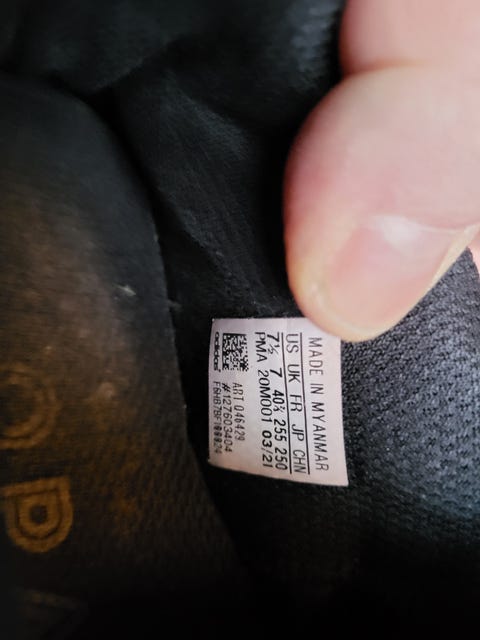 MADE IN MYANMAR
US UK FR JP CHN
7½ 7 40⅔ 255 250
PMA 20M001 03/21
ART 046429
#127603404
adidas